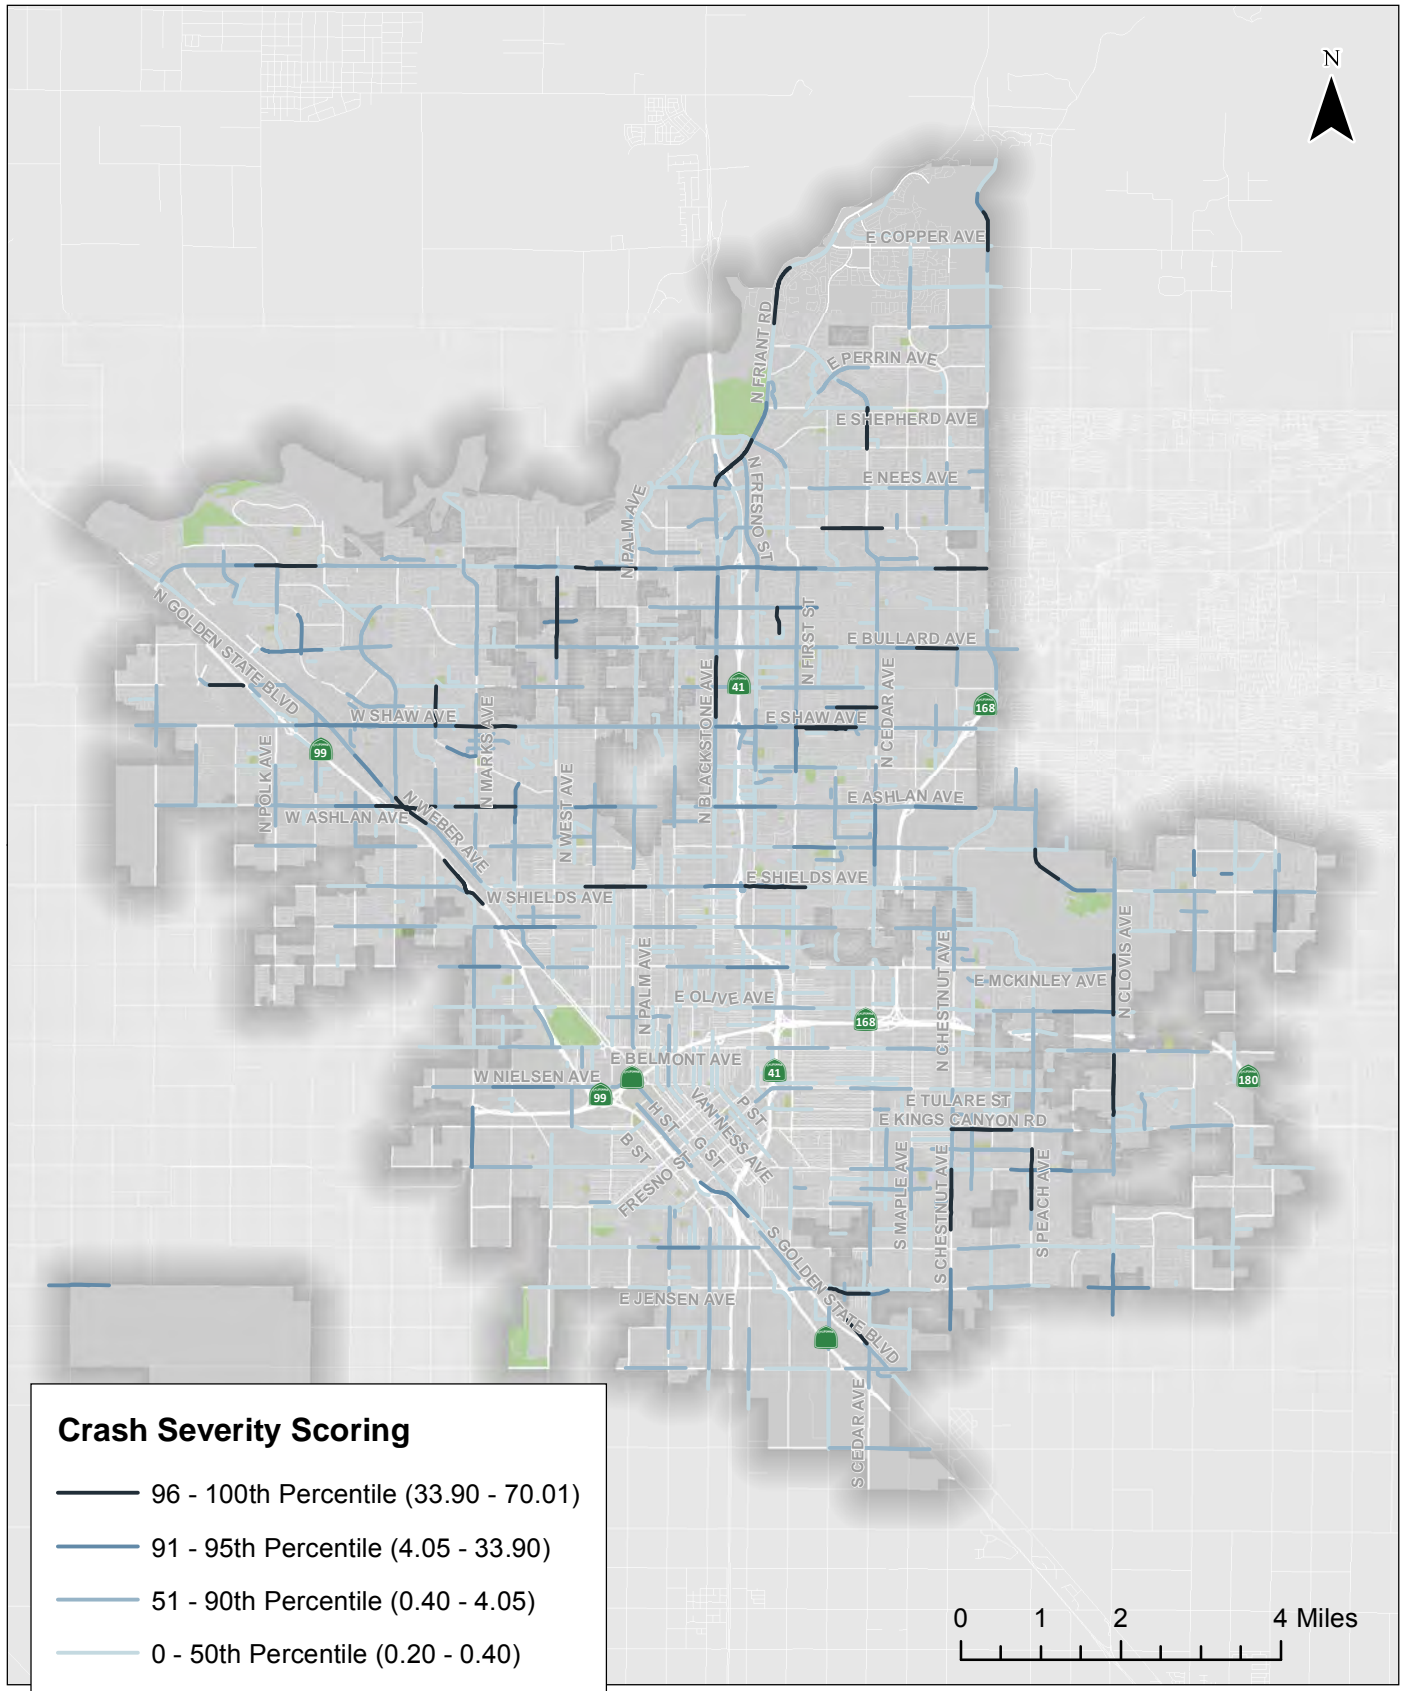 N
E COPPER AVE
N FRIANT RD
E PERRIN AVE
E SHEPHERD AVE
E NEES AVE
N FRESNO ST
N PALM AVE
N GOLDEN STATE BLVD
N FIRST ST
E BULLARD AVE
N CEDAR AVE
N BLACKSTONE AVE
41
168
W SHAW AVE
E SHAW AVE
99
N POLK AVE
N MARKS AVE
N WEST AVE
W ASHLAN AVE
N WEBER AVE
E ASHLAN AVE
E SHIELDS AVE
W SHIELDS AVE
N PALM AVE
N CHESTNUT AVE
N CLOVIS AVE
E MCKINLEY AVE
E OLIVE AVE
168
E BELMONT AVE
W NIELSEN AVE
41
180
99
E TULARE ST
E KINGS CANYON RD
H ST
VAN NESS AVE
P ST
G ST
B ST
FRESNO ST
S MAPLE AVE
S CHESTNUT AVE
S PEACH AVE
S GOLDEN STATE BLVD
E JENSEN AVE
S CEDAR AVE
Crash Severity Scoring
96 - 100th Percentile (33.90 - 70.01)
91 - 95th Percentile (4.05 - 33.90)
51 - 90th Percentile (0.40 - 4.05)
0 - 50th Percentile (0.20 - 0.40)
0 1 2 4 Miles